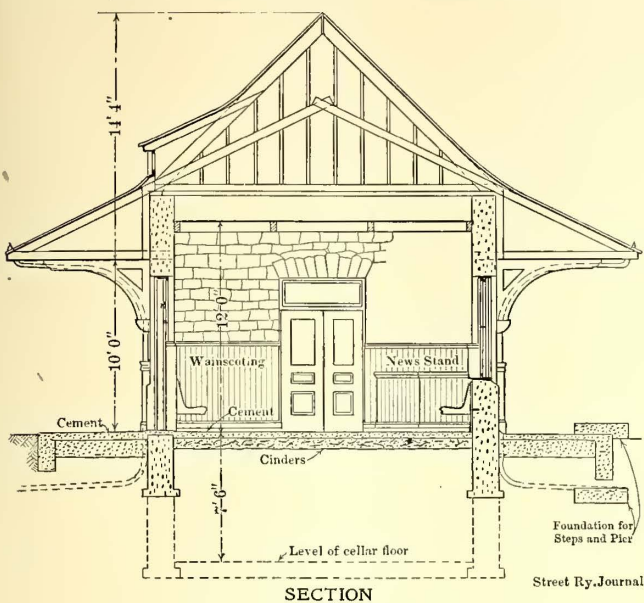 14' 4"
10' 0"
12' 0"
Wainscoting
News Stand
Cement
Cement
Cinders
7' 6"
Level of cellar floor
Foundation for
Steps and Pier
Street Ry. Journal
SECTION